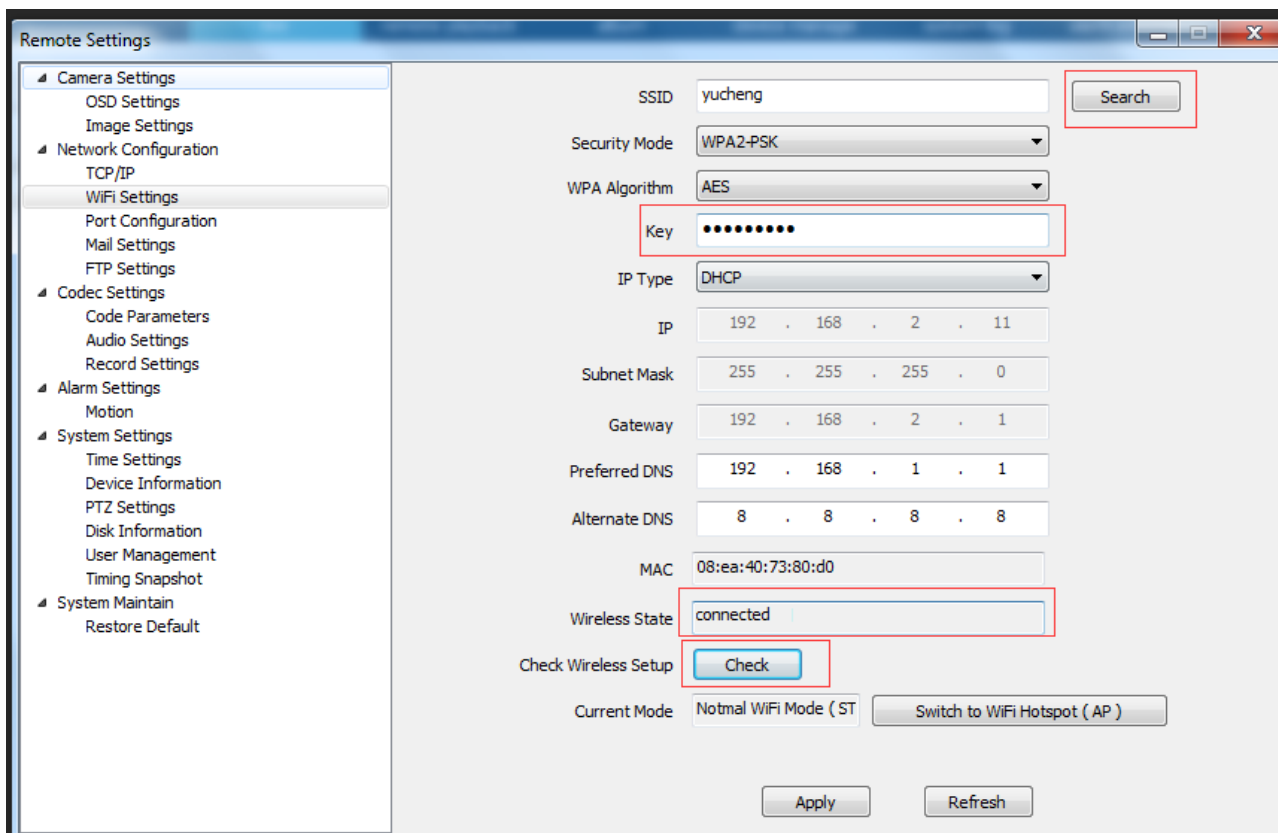 Remote Settings
Camera Settings
OSD Settings
Image Settings
Network Configuration
TCP/IP
WiFi Settings
Port Configuration
Mail Settings
FTP Settings
Codec Settings
Code Parameters
Audio Settings
Record Settings
Alarm Settings
Motion
System Settings
Time Settings
Device Information
PTZ Settings
Disk Information
User Management
Timing Snapshot
System Maintain
Restore Default
SSID yucheng Search
Security Mode WPA2-PSK
WPA Algorithm AES
Key •••••••••
IP Type DHCP
IP 192 . 168 . 2 . 11
Subnet Mask 255 . 255 . 255 . 0
Gateway 192 . 168 . 2 . 1
Preferred DNS 192 . 168 . 1 . 1
Alternate DNS 8 . 8 . 8 . 8
MAC 08:ea:40:73:80:d0
Wireless State connected
Check Wireless Setup Check
Current Mode Notmal WiFi Mode ( ST Switch to WiFi Hotspot ( AP )
Apply Refresh